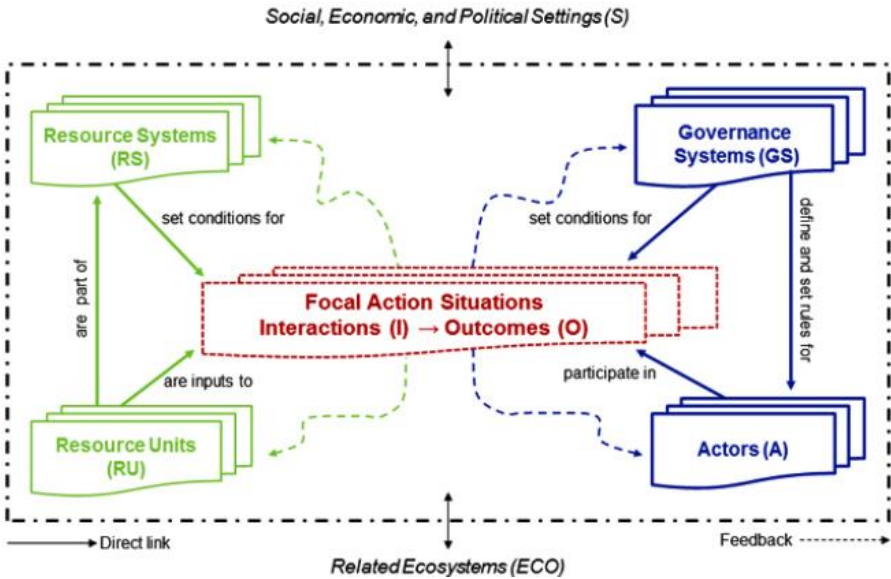 Social, Economic, and Political Settings (S)
Resource Systems
(RS)
Governance
Systems (GS)
set conditions for
set conditions for
are part of
define and set rules for
Focal Action Situations
Interactions (I) → Outcomes (O)
are inputs to
participate in
Resource Units
(RU)
Actors (A)
Direct link
Feedback
Related Ecosystems (ECO)